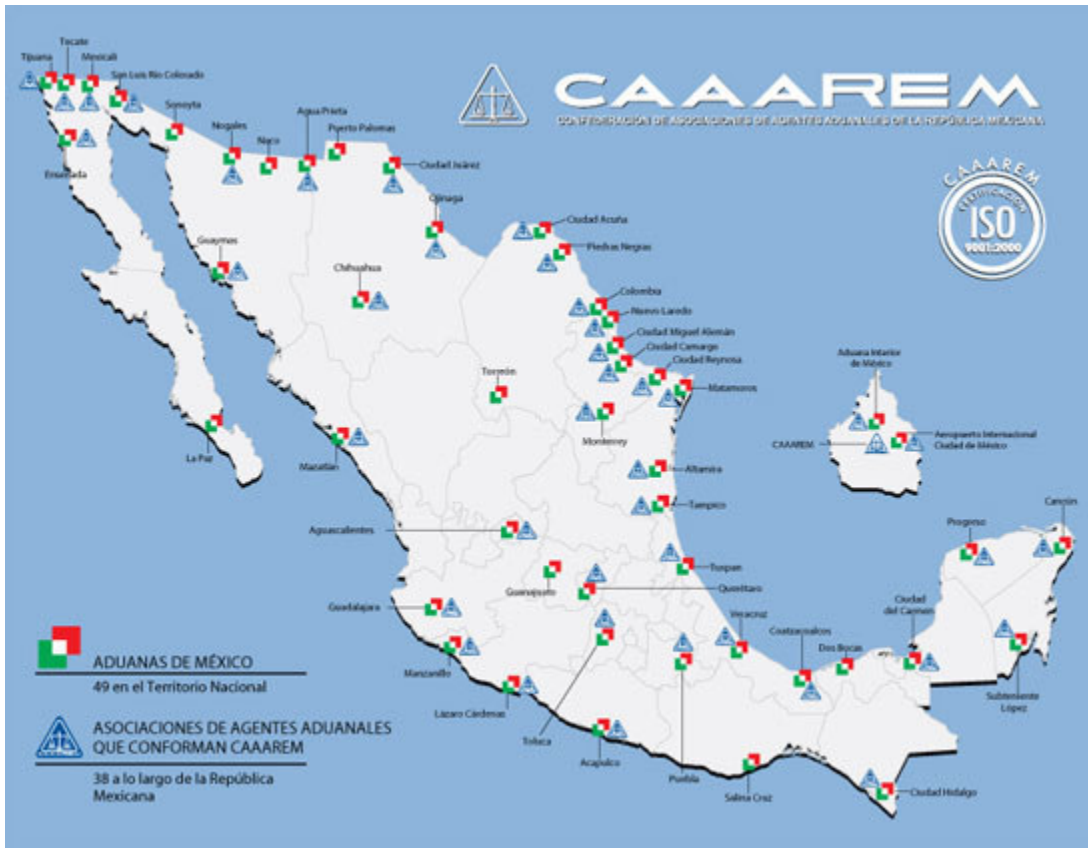 CAAAREM
CONFEDERACIÓN DE ASOCIACIONES DE AGENTES ADUANALES DE LA REPÚBLICA MEXICANA
CAAAREM
CERTIFICACIÓN
ISO
9001:2000
Tijuana
Tecate
Mexicali
San Luis Río Colorado
Sonoyta
Ensenada
Nogales
Naco
Agua Prieta
Puerto Palomas
Ciudad Juárez
Ojinaga
Ciudad Acuña
Piedras Negras
Guaymas
Chihuahua
Colombia
Nuevo Laredo
Ciudad Miguel Alemán
Ciudad Camargo
Ciudad Reynosa
Matamoros
Torreón
Monterrey
La Paz
Mazatlán
Altamira
Tampico
Aduana Interior
de México
CAAAREM
Aeropuerto Internacional
Ciudad de México
Aguascalientes
Guanajuato
Tuxpan
Querétaro
Guadalajara
Veracruz
Coatzacoalcos
Dos Bocas
Ciudad
del Carmen
Progreso
Cancún
Subteniente
López
Manzanillo
Lázaro Cárdenas
Toluca
Acapulco
Puebla
Salina Cruz
Ciudad Hidalgo
ADUANAS DE MÉXICO
49 en el Territorio Nacional
ASOCIACIONES DE AGENTES ADUANALES
QUE CONFORMAN CAAAREM
38 a lo largo de la República
Mexicana